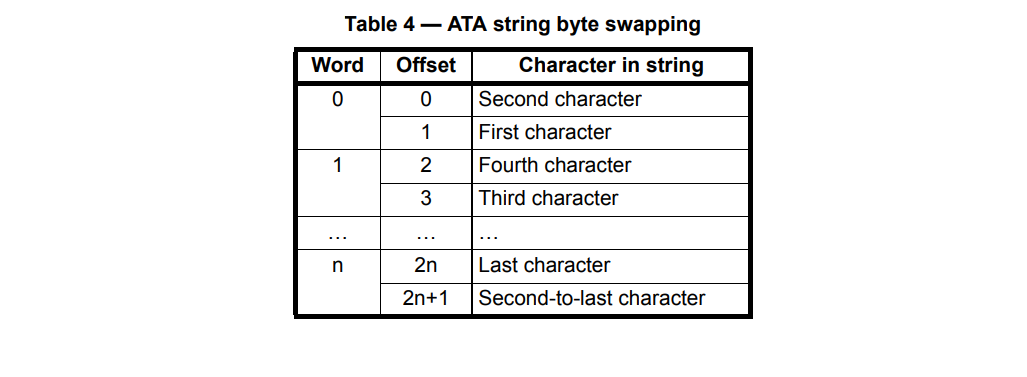 Table 4 — ATA string byte swapping
Word Offset Character in string
0 0 Second character
1 First character
1 2 Fourth character
3 Third character
… … …
n 2n Last character
2n+1 Second-to-last character